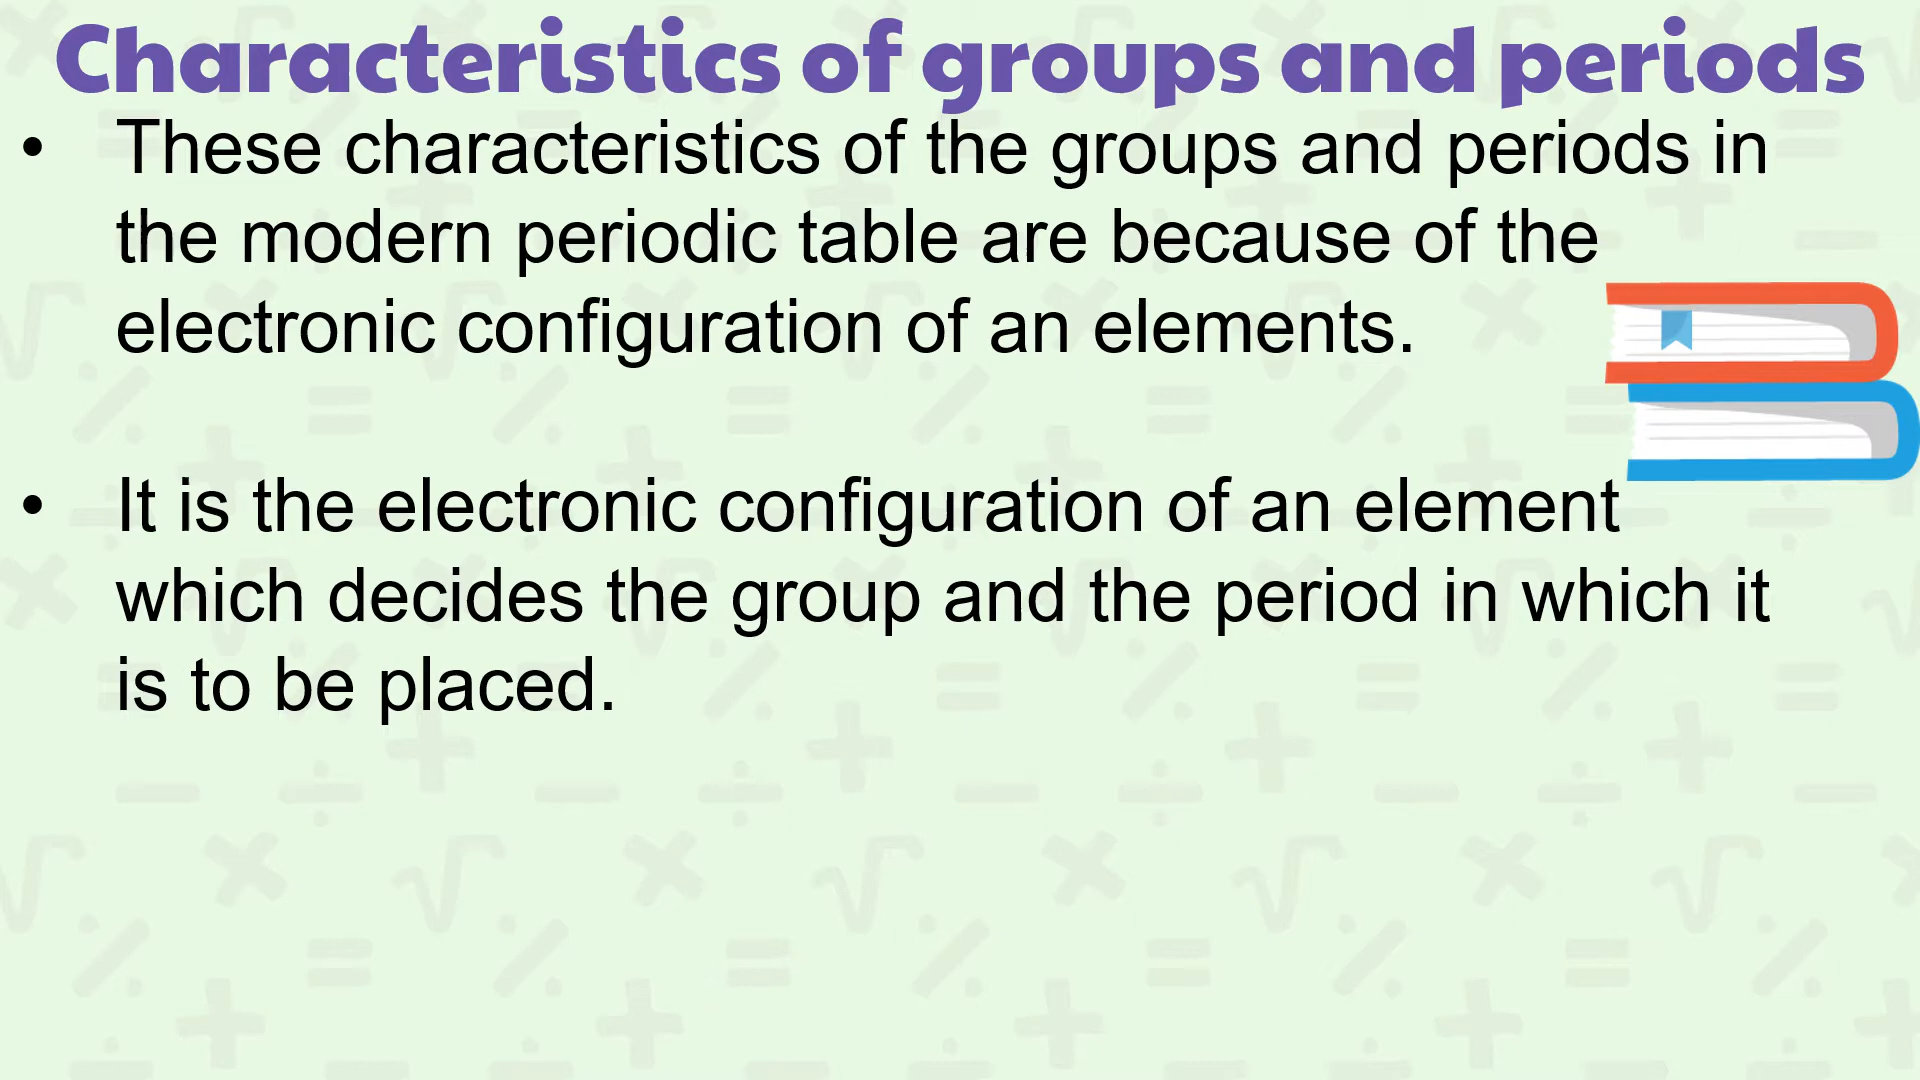 Characteristics of groups and periods
• These characteristics of the groups and periods in
the modern periodic table are because of the
electronic configuration of an elements.
• It is the electronic configuration of an element
which decides the group and the period in which it
is to be placed.